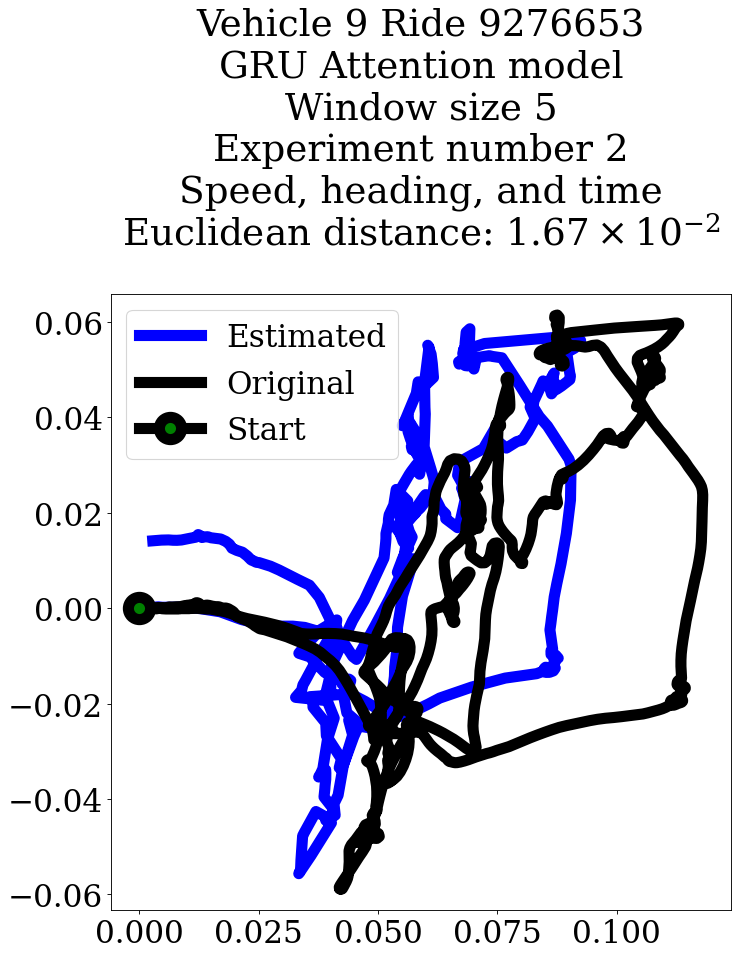 Vehicle 9 Ride 9276653
GRU Attention model
Window size 5
Experiment number 2
Speed, heading, and time
Euclidean distance: 1.67 × 10⁻²
Estimated
Original
Start
0.06
0.04
0.02
0.00
−0.02
−0.04
−0.06
0.000 0.025 0.050 0.075 0.100